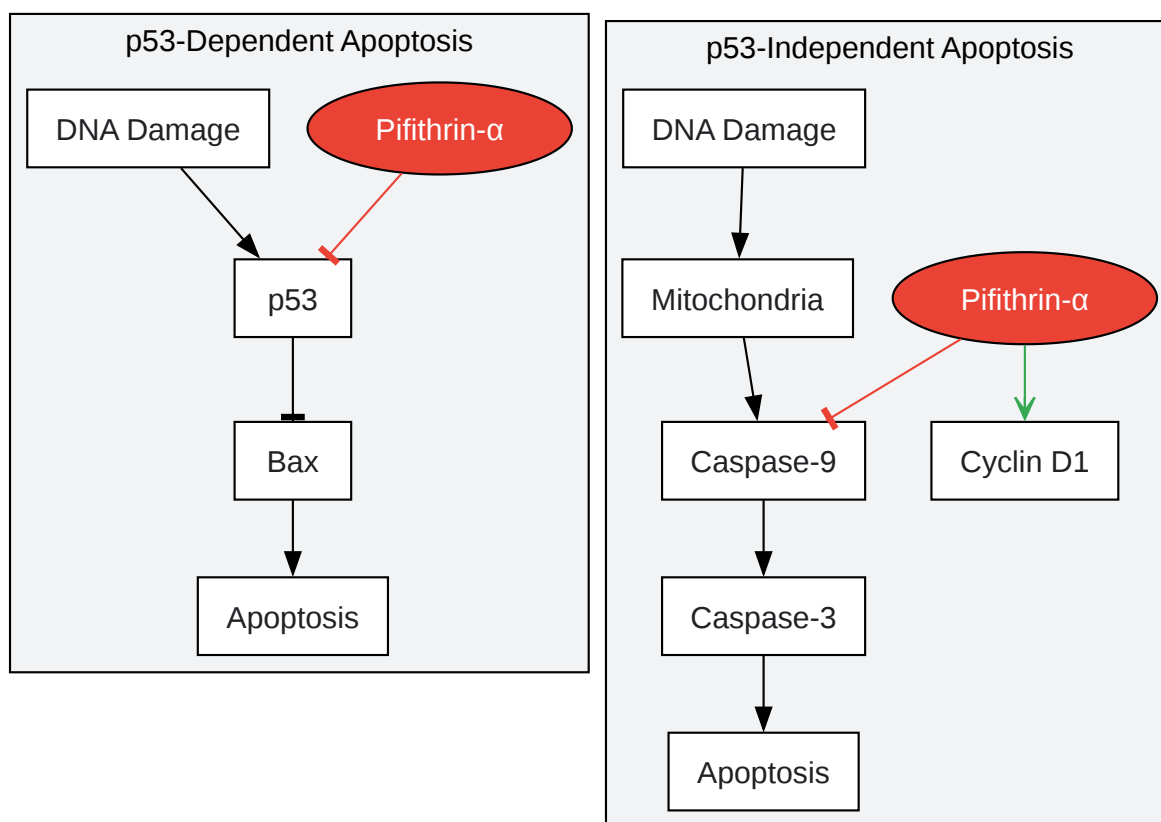 p53-Dependent Apoptosis
DNA Damage
Pifithrin-α
p53
Bax
Apoptosis
p53-Independent Apoptosis
DNA Damage
Mitochondria
Pifithrin-α
Caspase-9
Cyclin D1
Caspase-3
Apoptosis